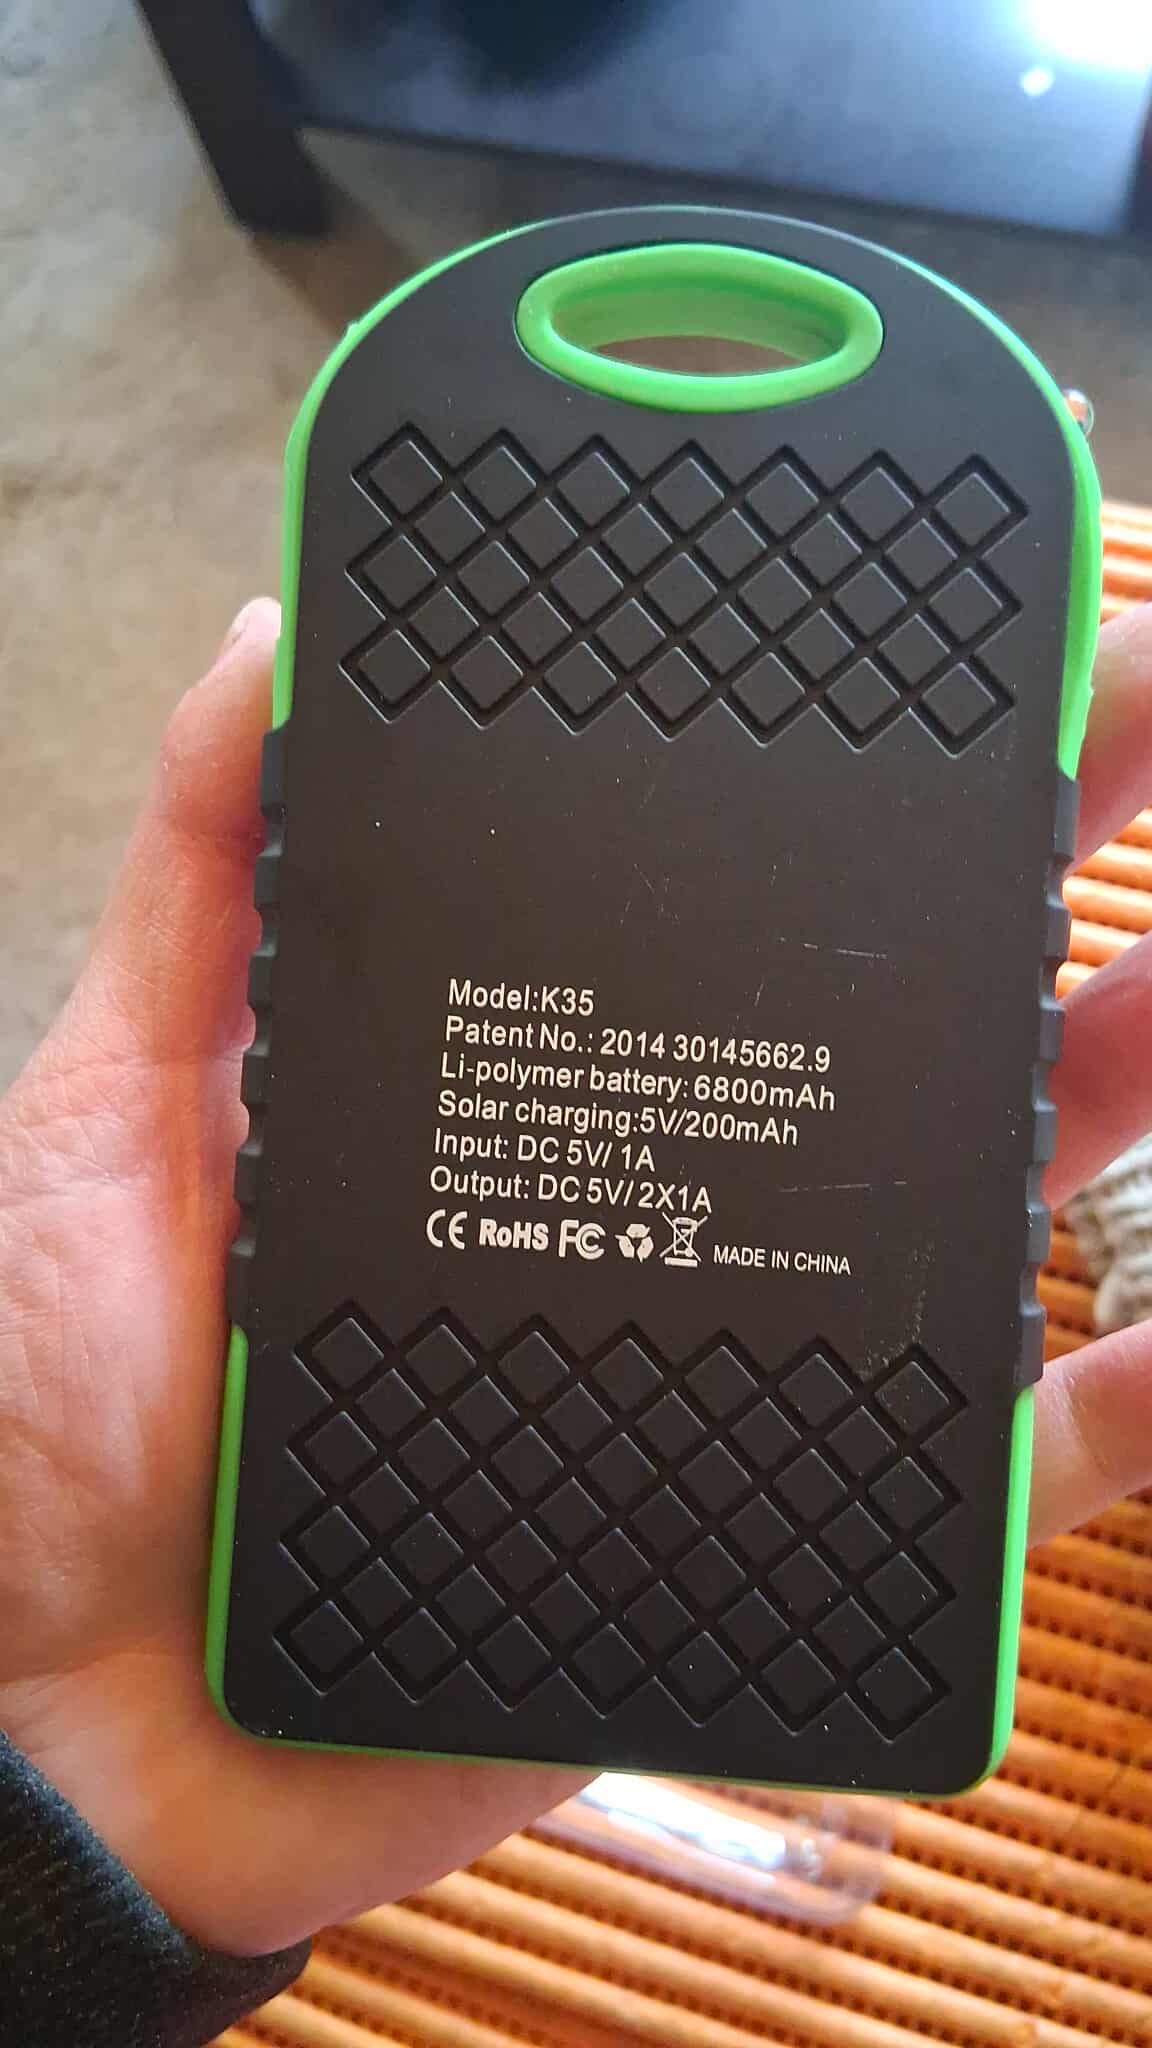 Model:K35
Patent No.: 2014 30145662.9
Li-polymer battery: 6800mAh
Solar charging:5V/200mAh
Input: DC 5V/ 1A
Output: DC 5V/ 2X1A
CE RoHS FC MADE IN CHINA